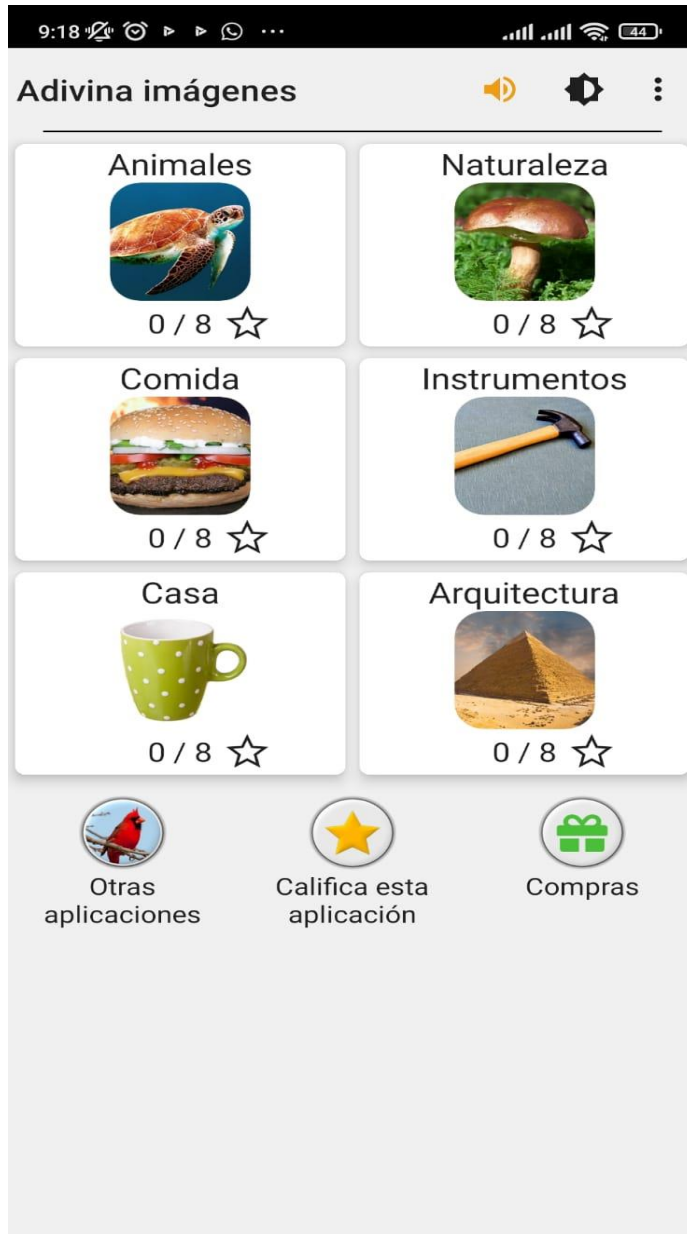 9:18 ... 44
Adivina imágenes
Animales Naturaleza
0 / 8 0 / 8
Comida Instrumentos
0 / 8 0 / 8
Casa Arquitectura
0 / 8 0 / 8
Otras Califica esta Compras
aplicaciones aplicación